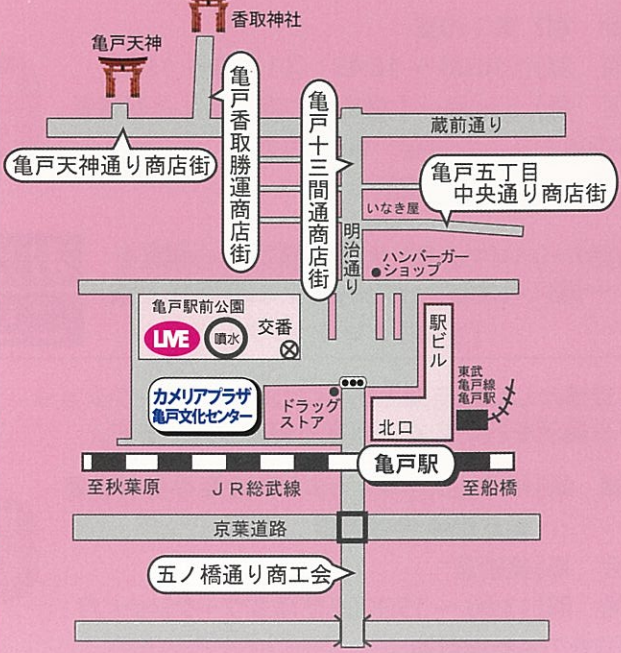 香取神社
亀戸天神
亀戸香取勝運商店街
亀戸十三間通商店街
蔵前通り
亀戸天神通り商店街
亀戸五丁目
中央通り商店街
いなき屋
明治通り
ハンバーガー
ショップ
亀戸駅前公園
LIVE
噴水
交番
駅ビル
カメリアプラザ
亀戸文化センター
ドラッグ
ストア
東武
亀戸線
亀戸駅
北口
亀戸駅
至秋葉原
JR総武線
至船橋
京葉道路
五ノ橋通り商工会